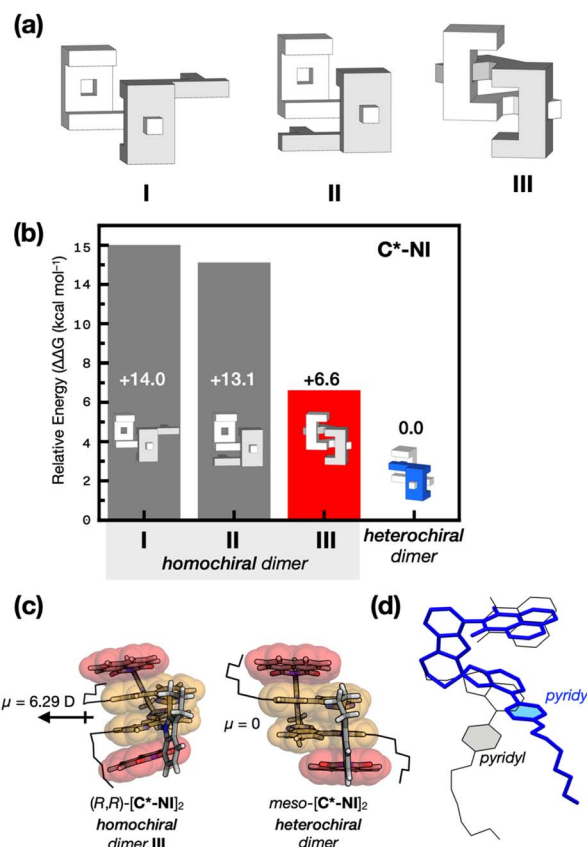 (a)
I
II
III
(b)
C*-NI
Relative Energy (ΔΔG (kcal mol⁻¹)
15
12
10
8
6
4
2
0
+14.0
+13.1
+6.6
0.0
I
II
III
heterochiral
dimer
homochiral dimer
(c)
μ = 6.29 D
μ = 0
(R,R)-[C*-NI]₂
homochiral
dimer III
meso-[C*-NI]₂
heterochiral
dimer
(d)
pyridy
pyridyl